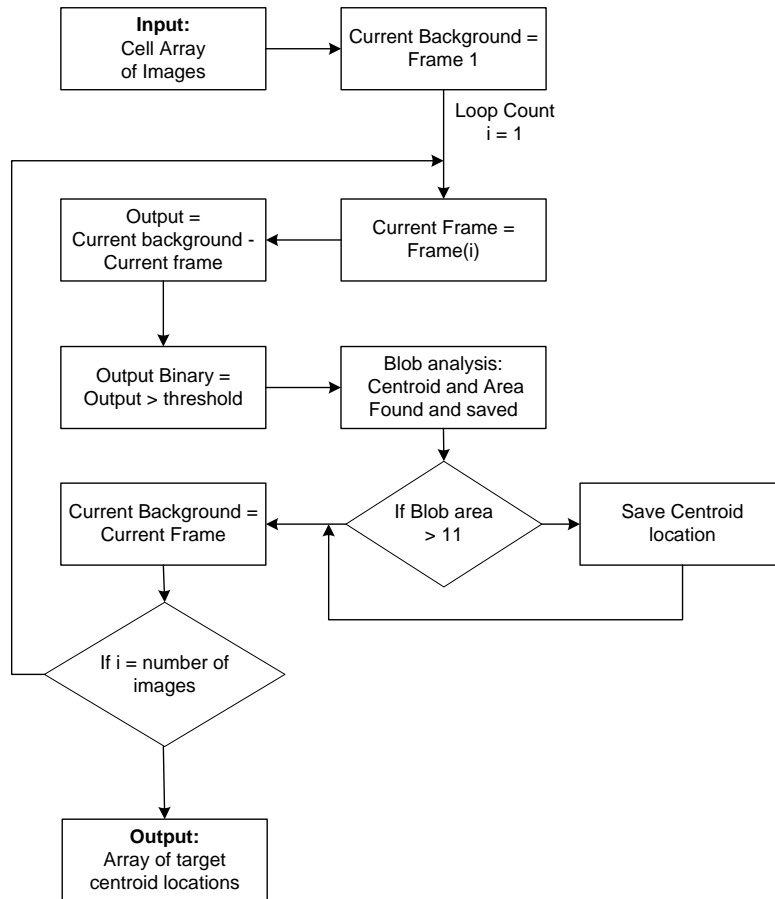 Input:
Cell Array
of Images
Current Background =
Frame 1
Loop Count
i = 1
Current Frame =
Frame(i)
Output =
Current background -
Current frame
Output Binary =
Output > threshold
Blob analysis:
Centroid and Area
Found and saved
If Blob area
> 11
Save Centroid
location
Current Background =
Current Frame
If i = number of
images
Output:
Array of target
centroid locations